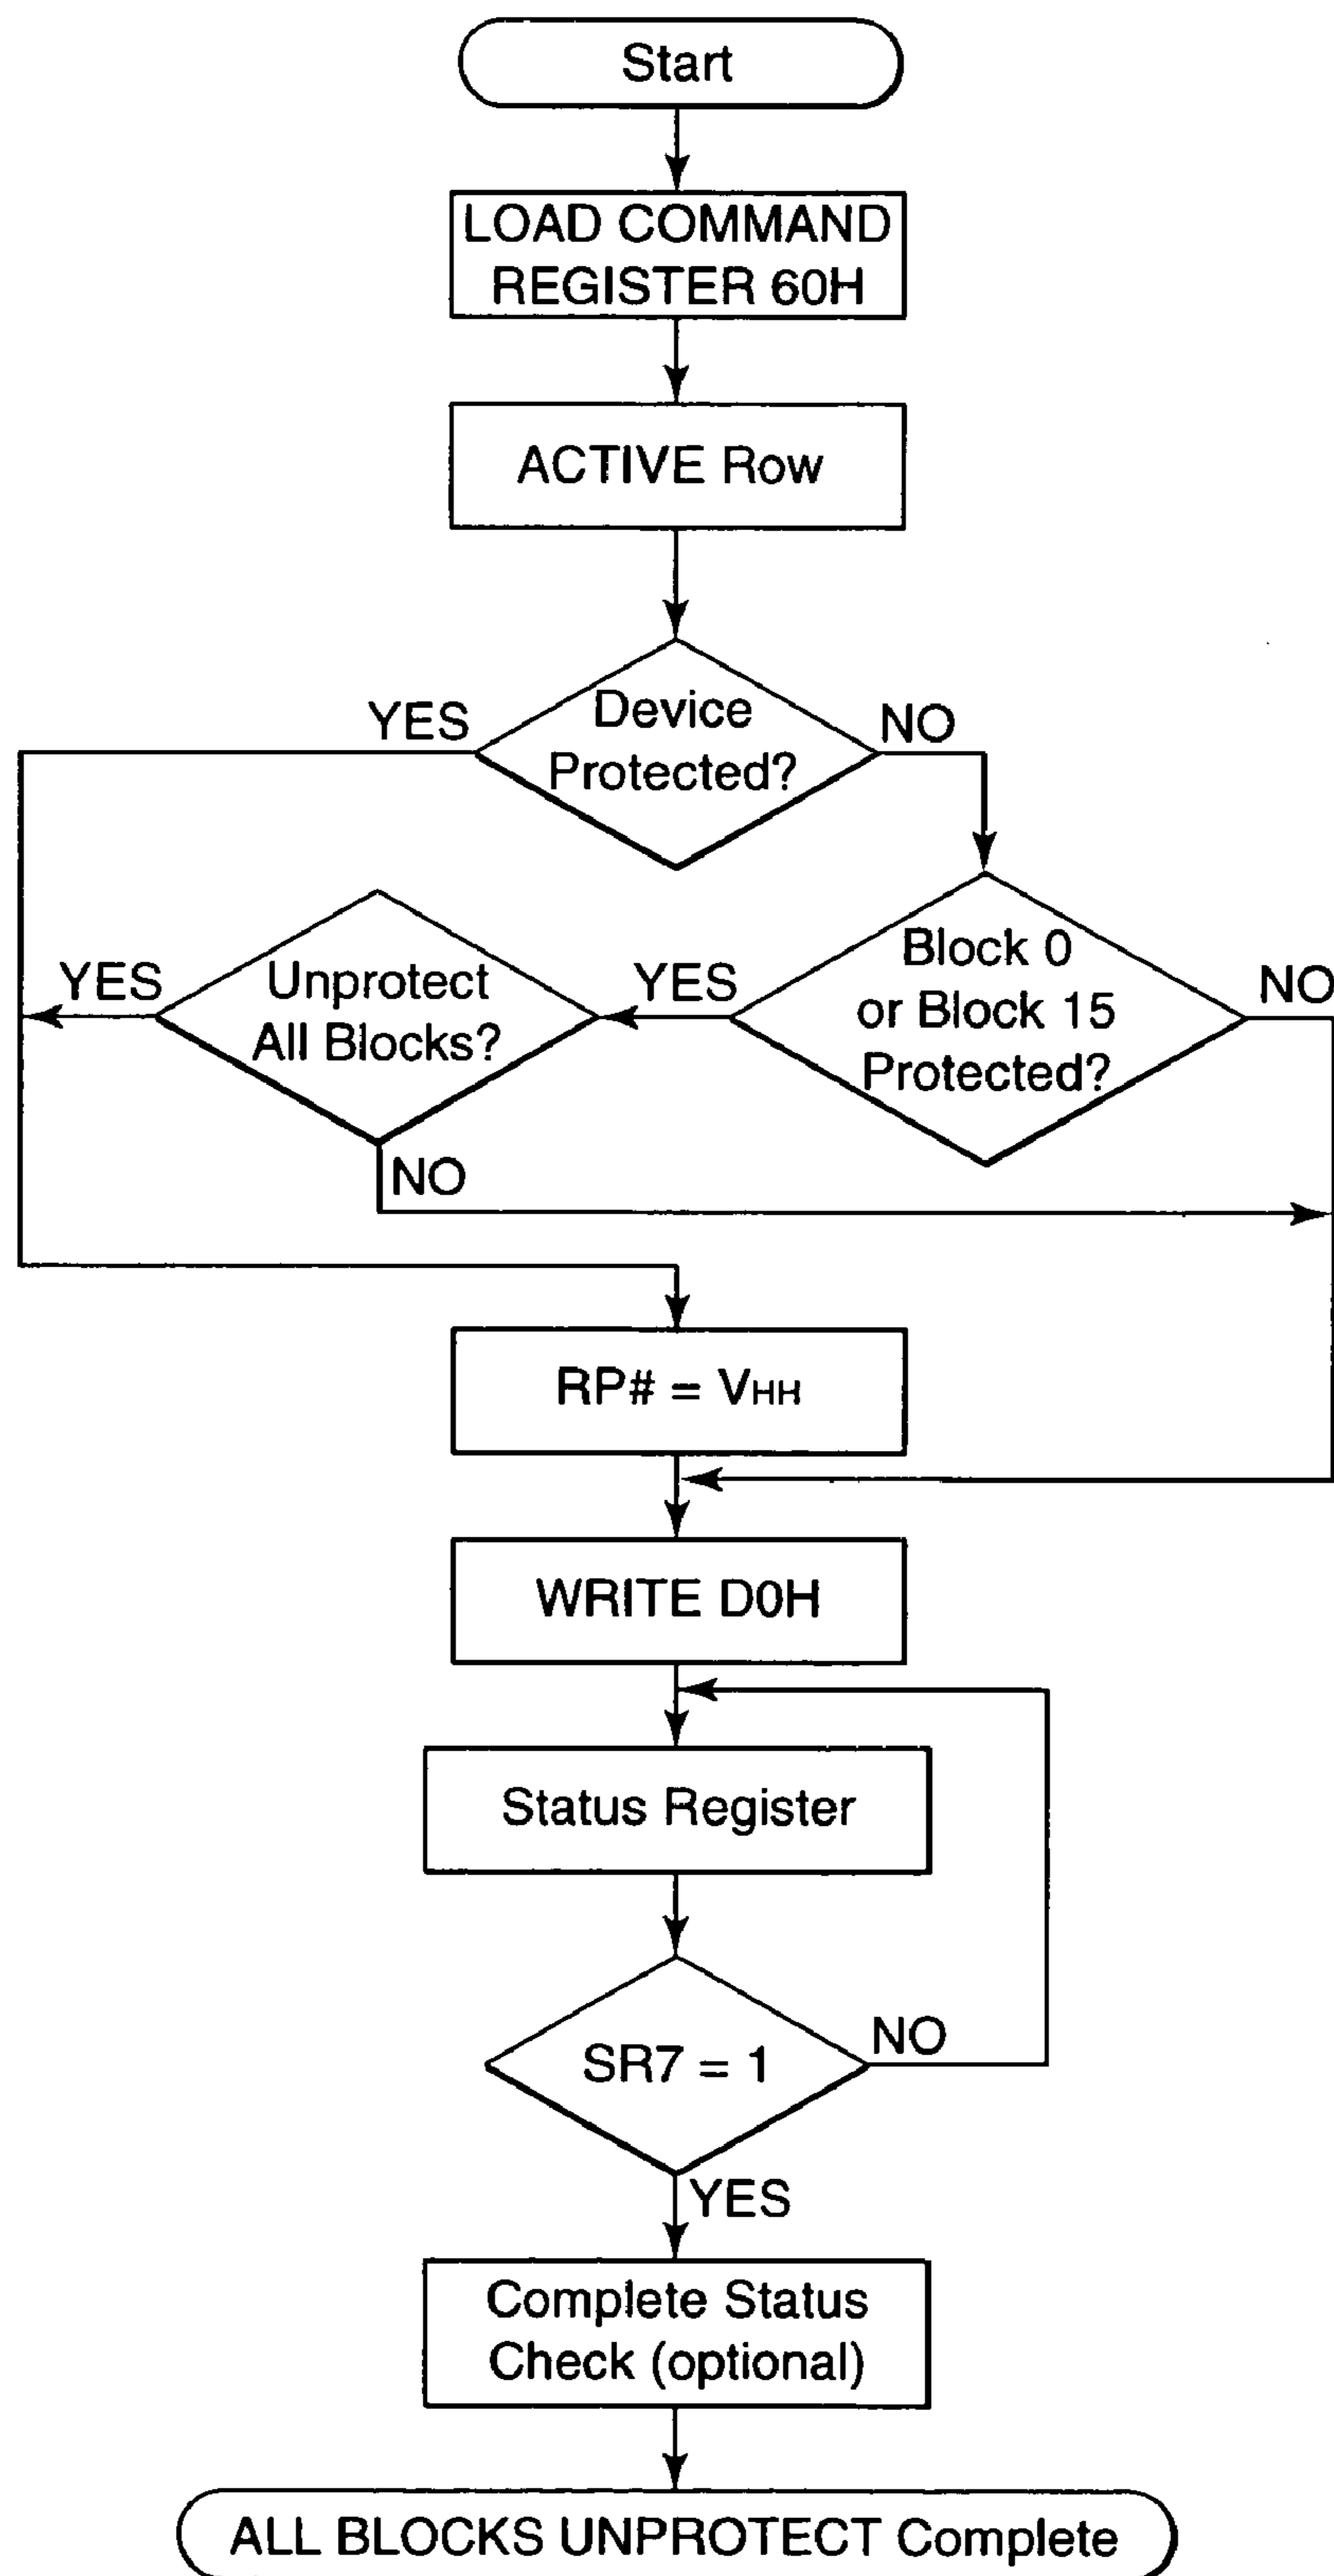 Start
LOAD COMMAND
REGISTER 60H
ACTIVE Row
YES
Device
Protected?
NO
YES
Unprotect
All Blocks?
YES
Block 0
or Block 15
Protected?
NO
NO
RP# = VHH
WRITE D0H
Status Register
SR7 = 1
NO
YES
Complete Status
Check (optional)
ALL BLOCKS UNPROTECT Complete